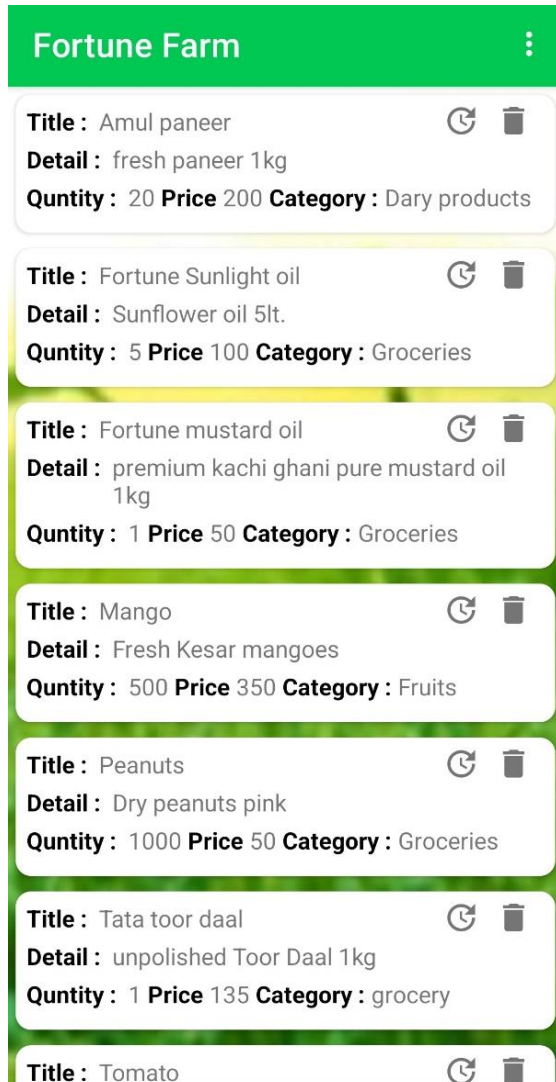 Fortune Farm
Title : Amul paneer
Detail : fresh paneer 1kg
Quntity : 20 Price 200 Category : Dary products
Title : Fortune Sunlight oil
Detail : Sunflower oil 5lt.
Quntity : 5 Price 100 Category : Groceries
Title : Fortune mustard oil
Detail : premium kachi ghani pure mustard oil
1kg
Quntity : 1 Price 50 Category : Groceries
Title : Mango
Detail : Fresh Kesar mangoes
Quntity : 500 Price 350 Category : Fruits
Title : Peanuts
Detail : Dry peanuts pink
Quntity : 1000 Price 50 Category : Groceries
Title : Tata toor daal
Detail : unpolished Toor Daal 1kg
Quntity : 1 Price 135 Category : grocery
Title : Tomato